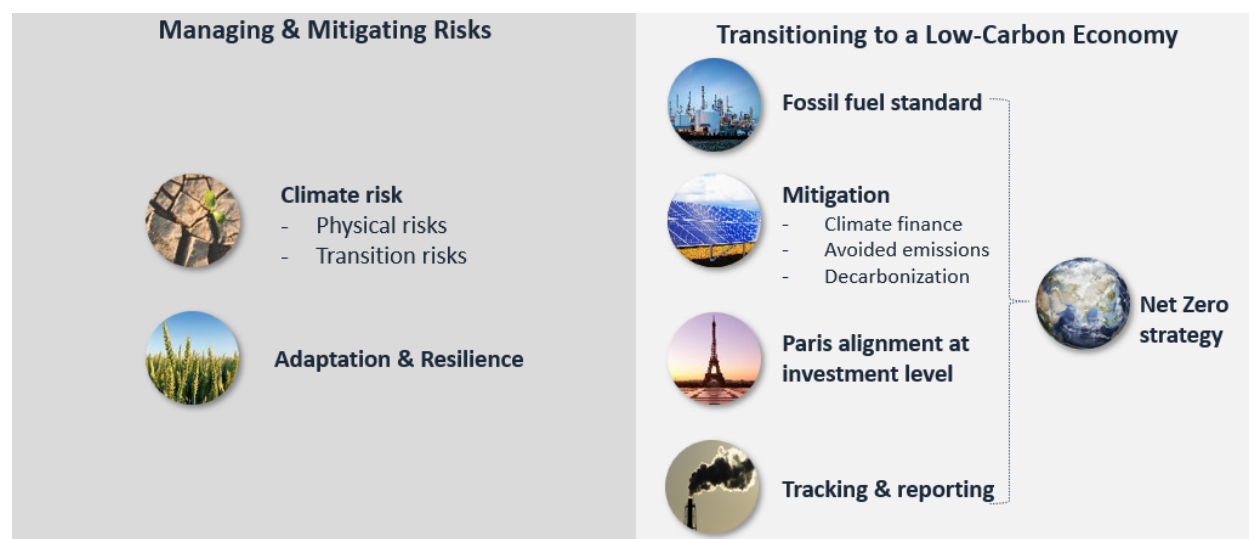 Managing & Mitigating Risks
Climate risk
- Physical risks
- Transition risks
Adaptation & Resilience
Transitioning to a Low-Carbon Economy
Fossil fuel standard
Mitigation
- Climate finance
- Avoided emissions
- Decarbonization
Paris alignment at
investment level
Tracking & reporting
Net Zero
strategy